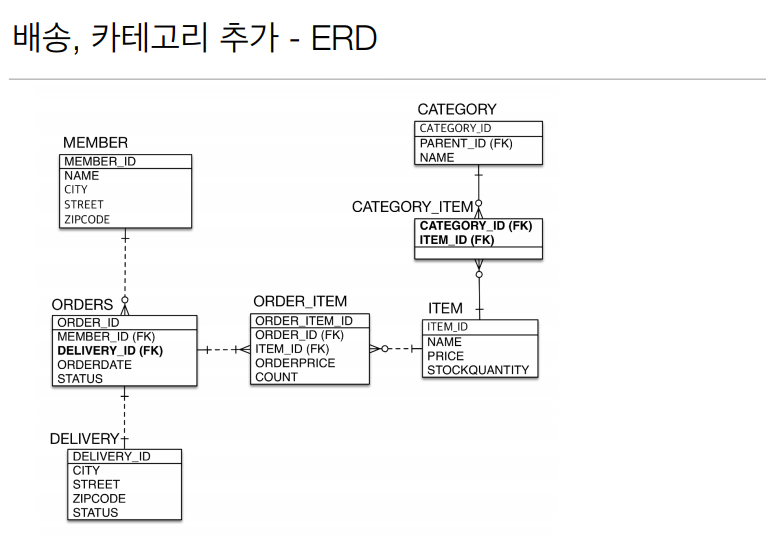 배송, 카테고리 추가 - ERD
CATEGORY
CATEGORY_ID
PARENT_ID (FK)
NAME
MEMBER
MEMBER_ID
NAME
CITY
STREET
ZIPCODE
CATEGORY_ITEM
CATEGORY_ID (FK)
ITEM_ID (FK)
ORDERS
ORDER_ID
MEMBER_ID (FK)
DELIVERY_ID (FK)
ORDERDATE
STATUS
ORDER_ITEM
ORDER_ITEM_ID
ORDER_ID (FK)
ITEM_ID (FK)
ORDERPRICE
COUNT
ITEM
ITEM_ID
NAME
PRICE
STOCKQUANTITY
DELIVERY
DELIVERY_ID
CITY
STREET
ZIPCODE
STATUS